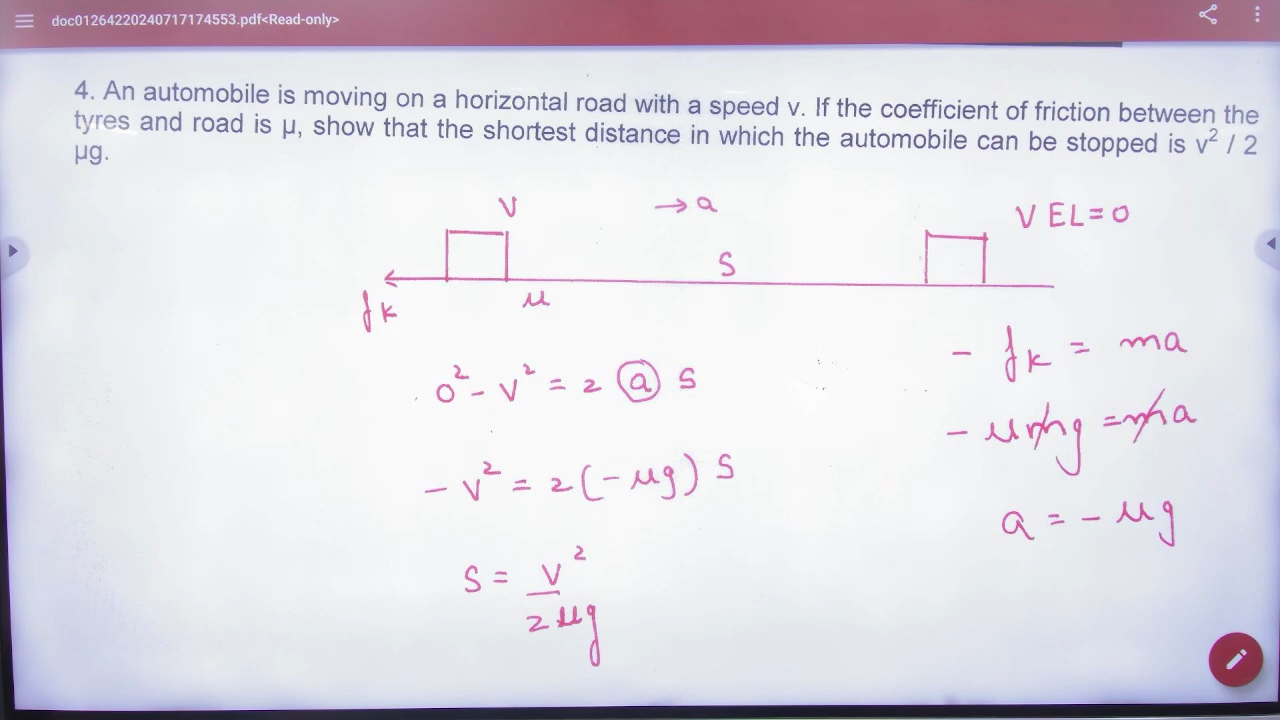 doc01264220240717174553.pdf<Read-only>
4. An automobile is moving on a horizontal road with a speed v. If the coefficient of friction between the
tyres and road is μ, show that the shortest distance in which the automobile can be stopped is v² / 2
μg.
V → a VEL=0
S
fk μ
- fk = ma
0² - v² = 2 a s
- μmg = ma
- v² = 2(-μg) s
a = - μg
S = v²
2μg